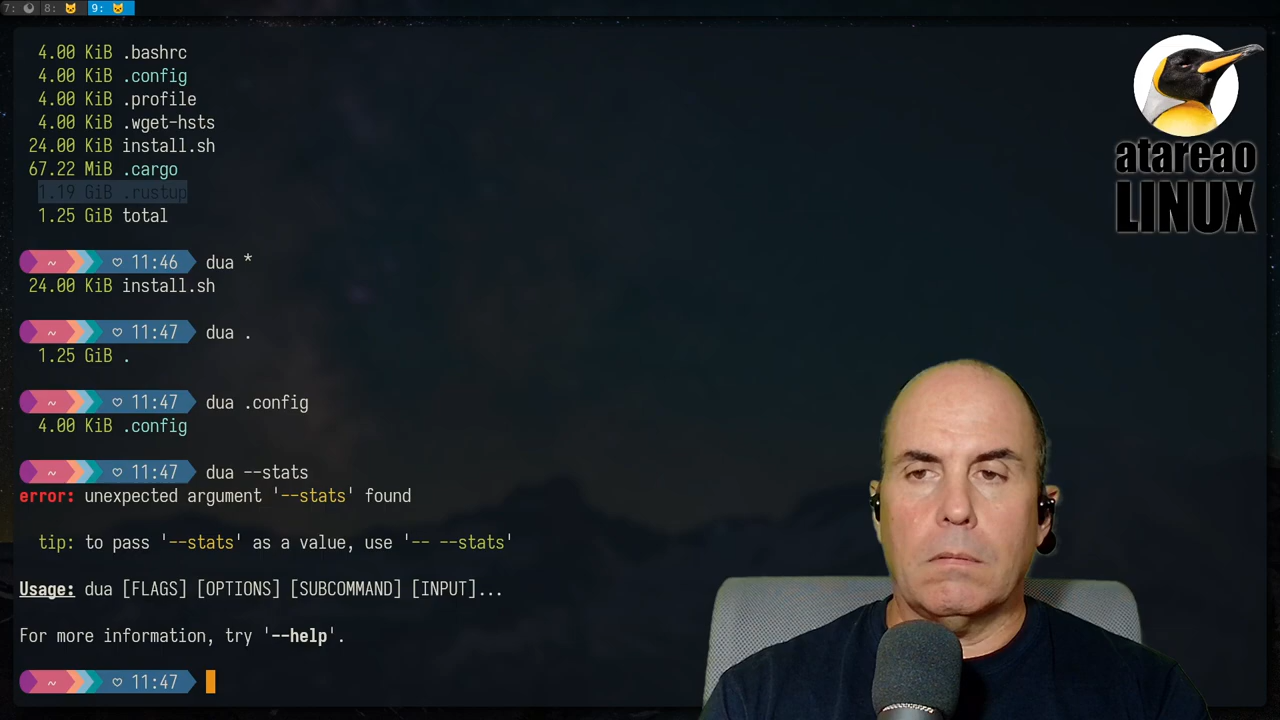 7: 8: 9:
4.00 KiB .bashrc
4.00 KiB .config
4.00 KiB .profile
4.00 KiB .wget-hsts
24.00 KiB install.sh
67.22 MiB .cargo
1.19 GiB .rustup
1.25 GiB total
~ ♡ 11:46 dua *
24.00 KiB install.sh
~ ♡ 11:47 dua .
1.25 GiB .
~ ♡ 11:47 dua .config
4.00 KiB .config
~ ♡ 11:47 dua --stats
error: unexpected argument '--stats' found
tip: to pass '--stats' as a value, use '-- --stats'
Usage: dua [FLAGS] [OPTIONS] [SUBCOMMAND] [INPUT]...
For more information, try '--help'.
~ ♡ 11:47
atareao
LINUX